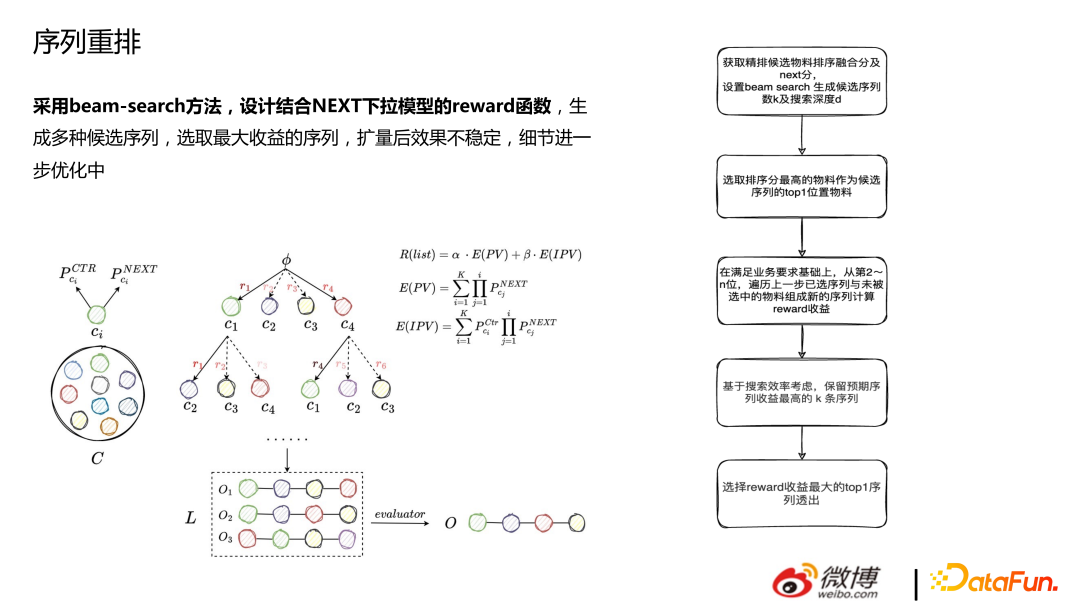 序列重排
采用beam-search方法，设计结合NEXT下拉模型的reward函数，生
成多种候选序列，选取最大收益的序列，扩量后效果不稳定，细节进一
步优化中
P_{c_i}^{CTR} P_{c_i}^{NEXT}
c_i
C
ϕ
r_1 r_2 r_3 r_4
c_1 c_2 c_3 c_4
r_1 r_2 r_3 r_4 r_5 r_6
c_2 c_3 c_4 c_1 c_2 c_3
......
L
O_1
O_2
O_3
evaluator
O
R(list) = α · E(PV) + β · E(IPV)
E(PV) = \sum_{i=1}^{K} \prod_{j=1}^{i} P_{c_j}^{NEXT}
E(IPV) = \sum_{i=1}^{K} P_{c_i}^{Ctr} \prod_{j=1}^{i} P_{c_j}^{NEXT}
获取精排候选物料排序融合分及
next分，
设置beam search 生成候选序列
数k及搜索深度d
选取排序分最高的物料作为候选
序列的top1位置物料
在满足业务要求基础上，从第2～
n位，遍历上一步已选序列与未被
选中的物料组成新的序列计算
reward收益
基于搜索效率考虑，保留预期序
列收益最高的 k 条序列
选择reward收益最大的top1序
列透出
微博
weibo.com
DataFun.